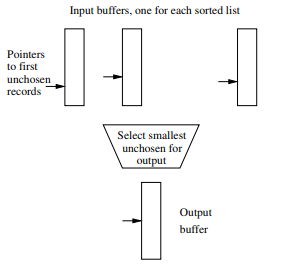 Input buffers, one for each sorted list
Pointers
to first
unchosen
records
Select smallest
unchosen for
output
Output
buffer